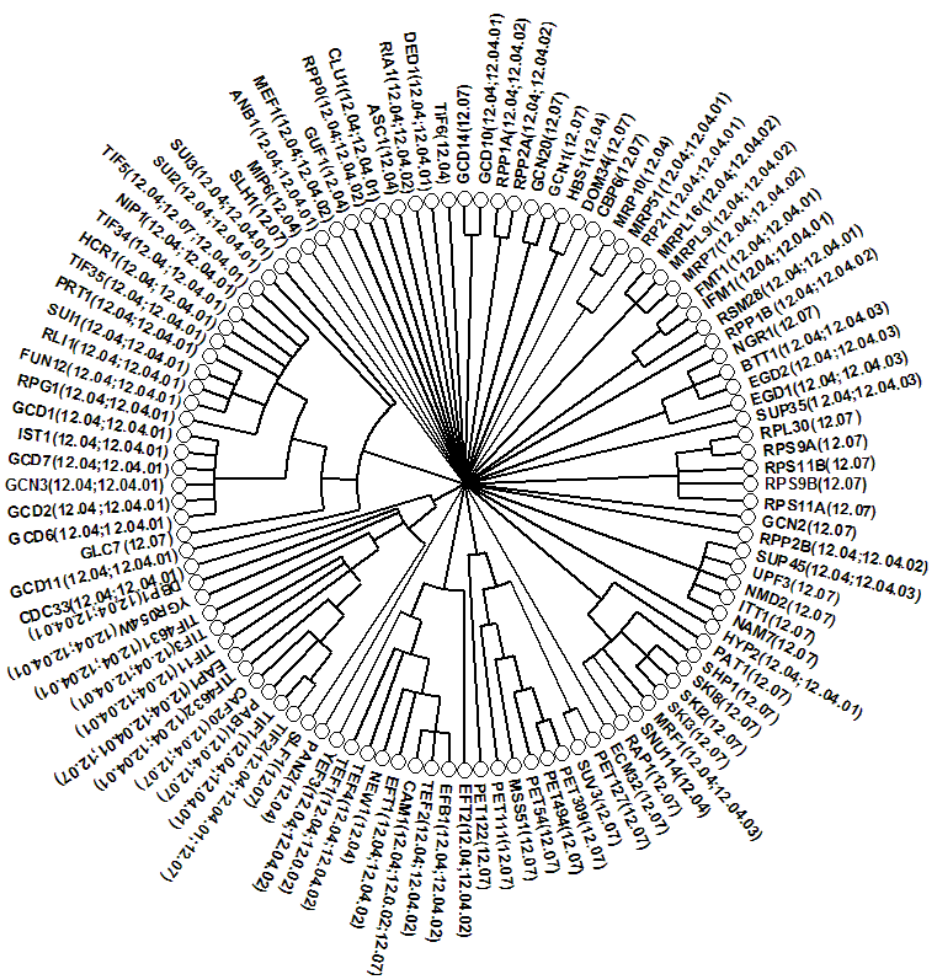 GCD14(12.07)
GCD10(12.04;12.04.01)
RPP1A(12.04;12.04.02)
RPP2A(12.04;12.04.02)
GCN20(12.07)
GCN1(12.07)
HBS1(12.04)
DOM34(12.07)
CBP6(12.07)
MRP10(12.04)
MRP51(12.04;12.04.01)
RP21(12.04;12.04.01)
MRPL16(12.04;12.04.02)
MRPL9(12.04;12.04.02)
MRP7(12.04;12.04.02)
FMT1(12.04;12.04.01)
IFM1(12.04;12.04.01)
RSM28(12.04;12.04.01)
RPP1B(12.04;12.04.02)
NGR1(12.07)
BTT1(12.04;12.04.03)
EGD2(12.04;12.04.03)
EGD1(12.04;12.04.03)
SUP35(12.04;12.04.03)
RPL30(12.07)
RPS9A(12.07)
RPS11B(12.07)
RPS9B(12.07)
RPS11A(12.07)
GCN2(12.07)
RPP2B(12.04;12.04.02)
SUP45(12.04;12.04.03)
UPF3(12.07)
NMD2(12.07)
ITT1(12.07)
NAM7(12.07)
HYP2(12.04;12.04.01)
PAT1(12.07)
SHP1(12.07)
SKI8(12.07)
SKI2(12.07)
SKI3(12.07)
MRF1(12.04;12.04.03)
SNU114(12.04)
RAP1(12.07)
ECM32(12.07)
PET127(12.07)
SUV3(12.07)
PET309(12.07)
PET494(12.07)
PET54(12.07)
MSS51(12.07)
PET111(12.07)
PET122(12.07)
EFT2(12.04;12.04.02)
EFB1(12.04;12.04.02)
TEF2(12.04;12.04.02)
CAM1(12.04;12.0.02;12.07)
EFT1(12.04;12.04.02)
NEW1(12.04)
TEF4(12.04;12.04.02)
TEF1(12.04;12.0.02)
YEF3(12.04;12.04.02)
PAN2(12.04)
SLF1(12.07)
TIF2(12.04;12.04.01;12.07)
TIF1(12.04;12.04.01)
PAB1(12.04;12.07)
CAF20(12.04;12.07)
TIF4632(12.04;12.04.01)
EAP1(12.04;12.04.01;12.07)
TIF11(12.04;12.04.01)
TIF3(12.04;12.04.01)
TIF4631(12.04;12.04.01)
YGR054W(12.04;12.04.01)
DBP1(12.04;12.04.01)
CDC33(12.04;12.04.01)
GCD11(12.04;12.04.01)
GLC7(12.07)
GCD6(12.04;12.04.01)
GCD2(12.04;12.04.01)
GCN3(12.04;12.04.01)
GCD7(12.04;12.04.01)
IST1(12.04;12.04.01)
GCD1(12.04;12.04.01)
RPG1(12.04;12.04.01)
FUN12(12.04;12.04.01)
RLI1(12.04;12.04.01)
SUI1(12.04;12.04.01)
PRT1(12.04;12.04.01)
TIF35(12.04;12.04.01)
HCR1(12.04;12.04.01)
TIF34(12.04;12.04.01)
NIP1(12.04;12.04.01)
TIF5(12.04;12.07;12.04.01)
SUI2(12.04;12.04.01)
SUI3(12.04;12.04.01)
SLH1(12.07)
MIP6(12.04)
ANB1(12.04;12.04.07)
MEF1(12.04;12.04.02)
GUF1(12.04)
RPP0(12.04;12.04.02)
CLU1(12.04;12.04.01)
ASC1(12.04)
RIA1(12.04;12.04.02)
DED1(12.04;12.04.01)
TIF6(12.04)